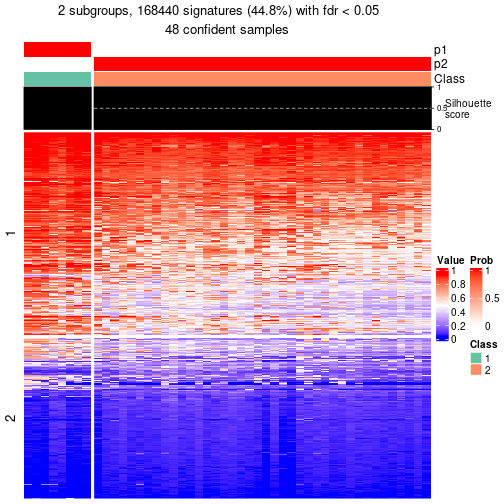 2 subgroups, 168440 signatures (44.8%) with fdr < 0.05
48 confident samples
p1
p2
Class
1
0.5
0
Silhouette
score
1
2
Value
1
0.8
0.6
0.4
0.2
0
Prob
1
0.5
0
Class
1
2